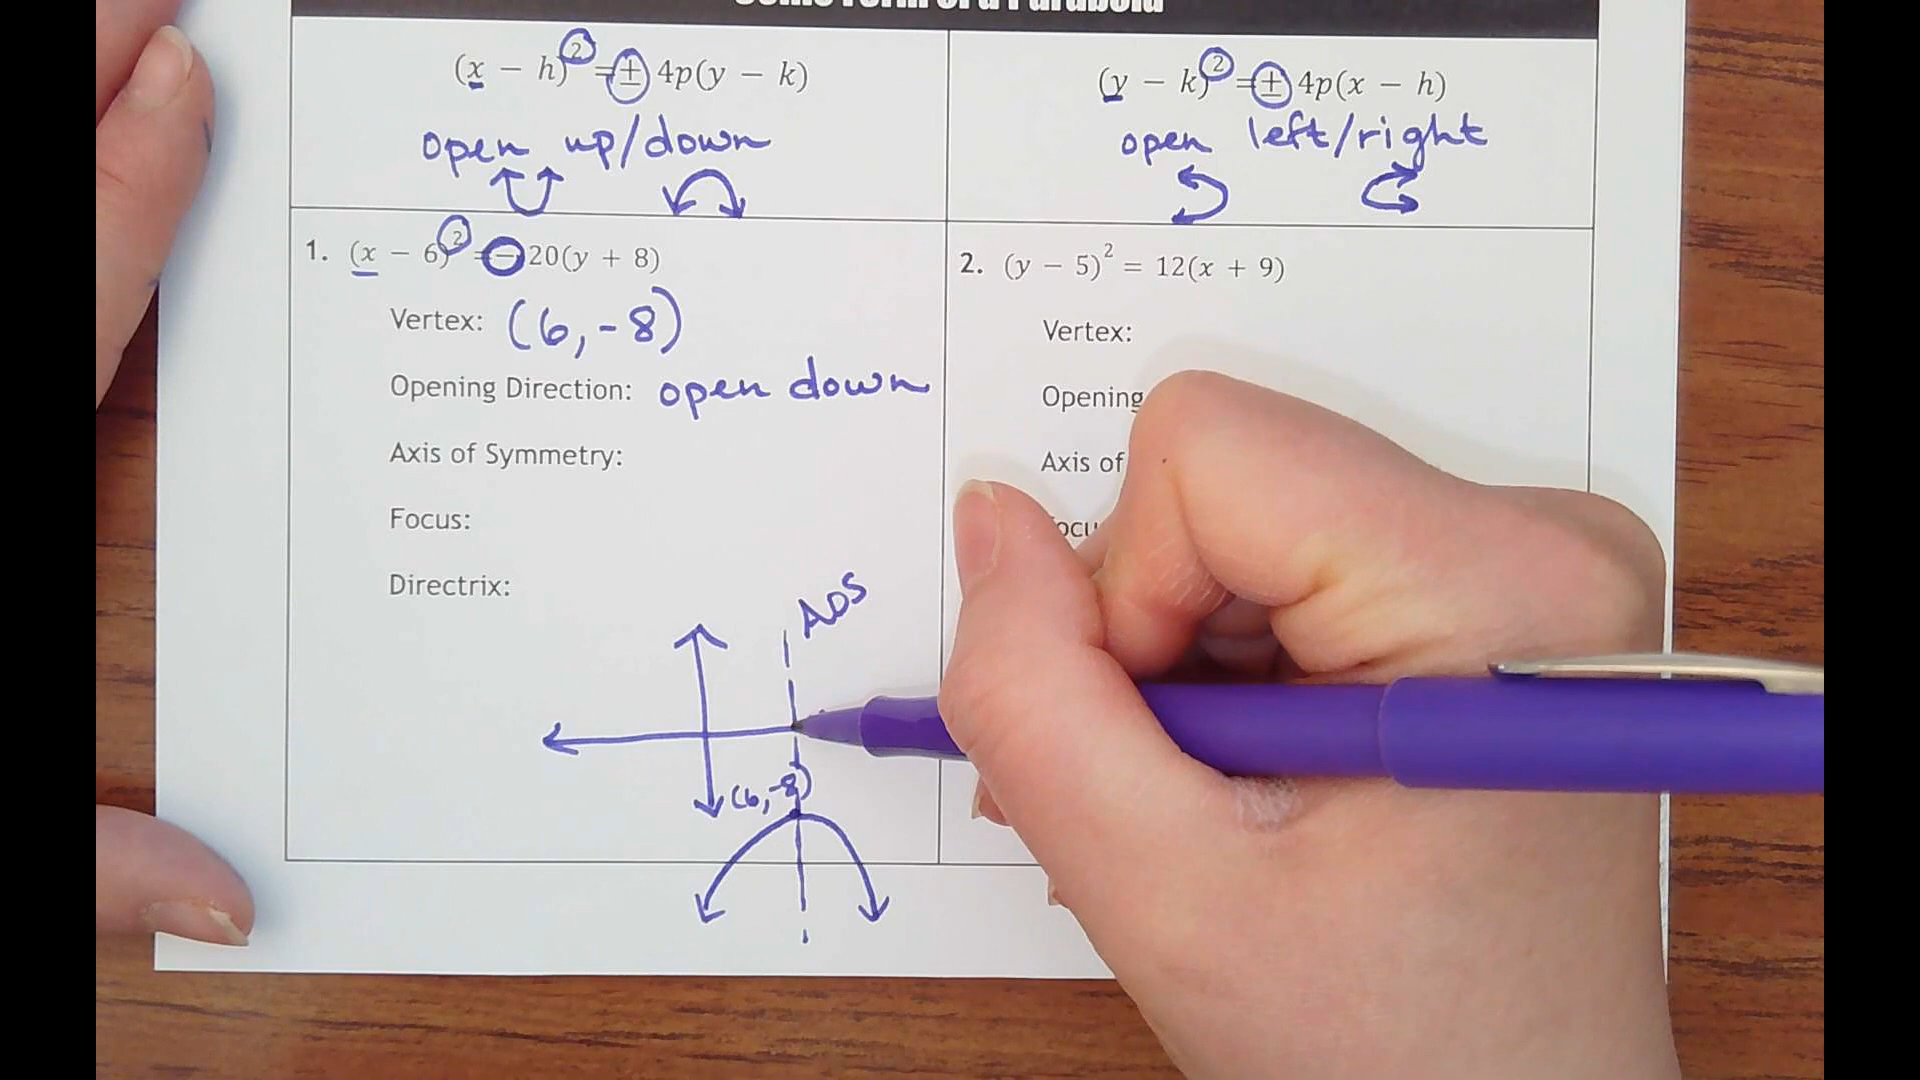 (x − h)² = ± 4p(y − k)
open up/down
(y − k)² = ± 4p(x − h)
open left/right
1. (x − 6)² = − 20(y + 8)
Vertex: (6, -8)
Opening Direction: open down
Axis of Symmetry:
Focus:
Directrix:
AOS
(6, -8)
2. (y − 5)² = 12(x + 9)
Vertex:
Opening
Axis of